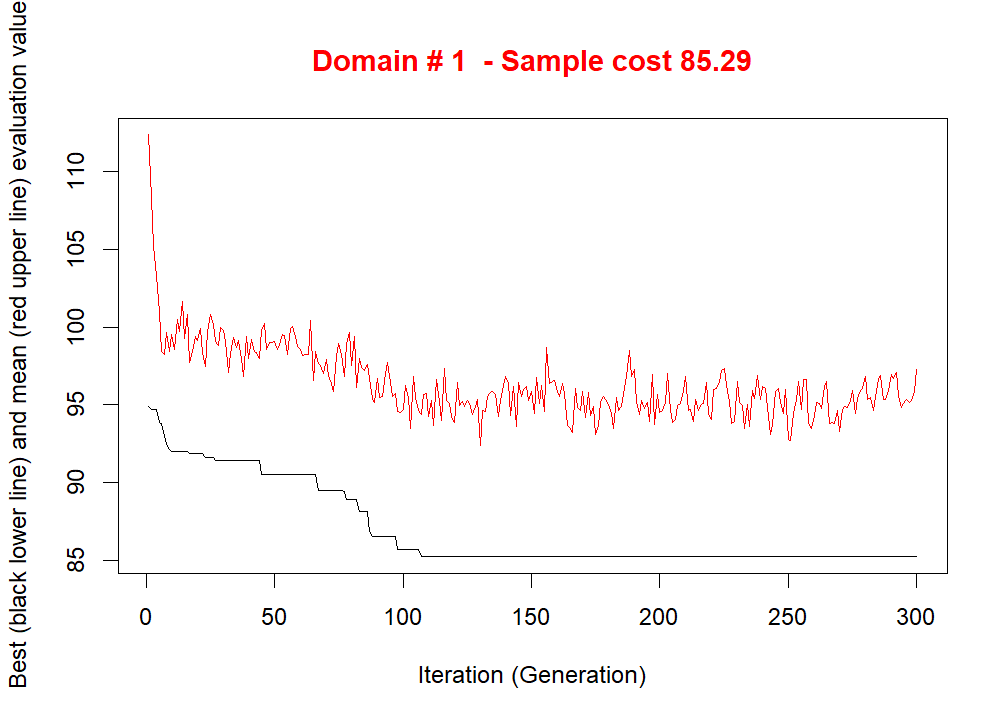 Domain # 1  - Sample cost 85.29
Best (black lower line) and mean (red upper line) evaluation value
110
105
100
95
90
85
0 50 100 150 200 250 300
Iteration (Generation)